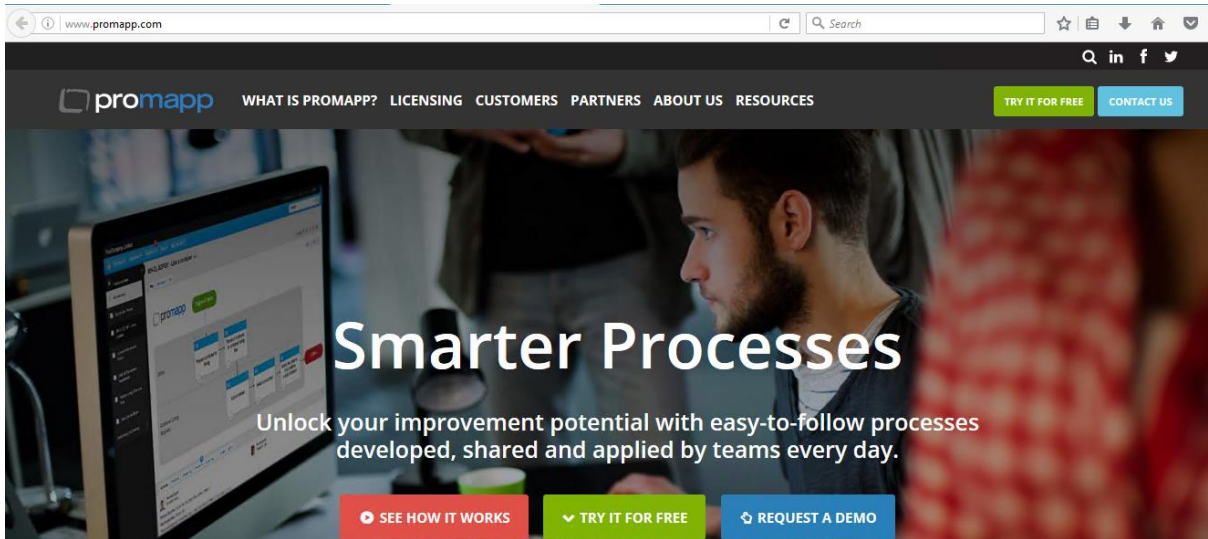 www.promapp.com
Search
in f
promapp
WHAT IS PROMAPP? LICENSING CUSTOMERS PARTNERS ABOUT US RESOURCES
TRY IT FOR FREE
CONTACT US
promapp
Smarter Processes
Unlock your improvement potential with easy-to-follow processes
developed, shared and applied by teams every day.
SEE HOW IT WORKS
TRY IT FOR FREE
REQUEST A DEMO